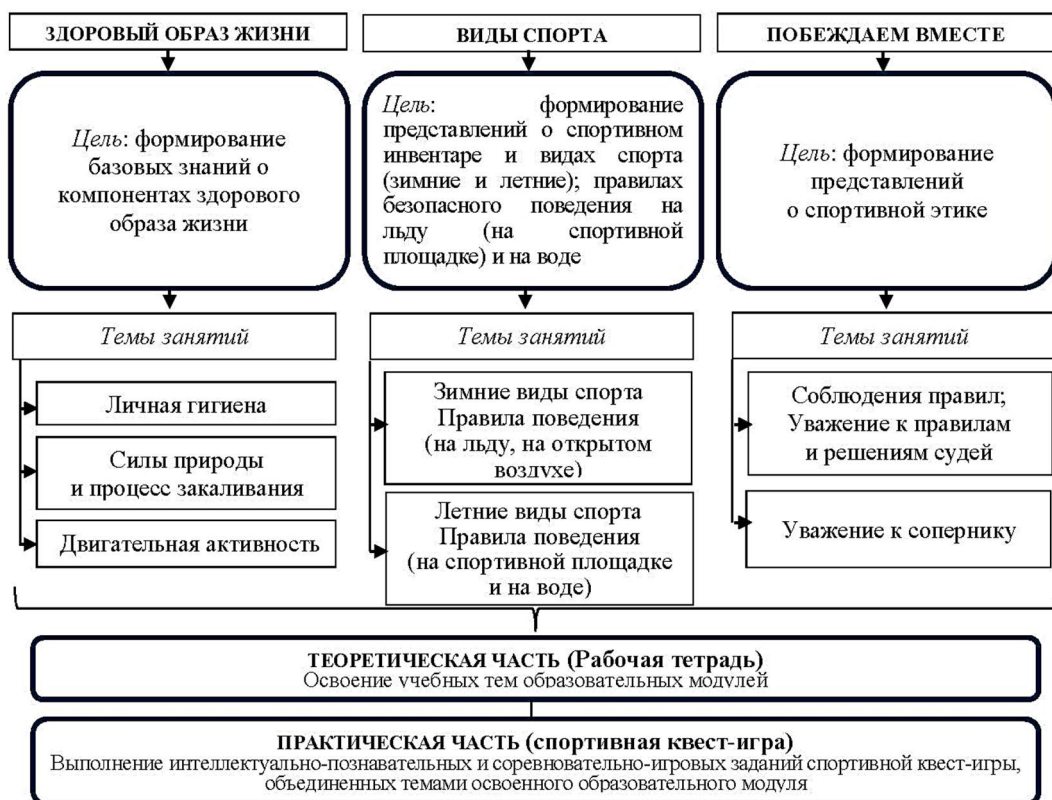 ЗДОРОВЫЙ ОБРАЗ ЖИЗНИ
Цель: формирование
базовых знаний о
компонентах здорового
образа жизни
Темы занятий
Личная гигиена
Силы природы
и процесс закаливания
Двигательная активность
ВИДЫ СПОРТА
Цель: формирование
представлений о спортивном
инвентаре и видах спорта
(зимние и летние); правилах
безопасного поведения на
льду (на спортивной
площадке) и на воде
Темы занятий
Зимние виды спорта
Правила поведения
(на льду, на открытом
воздухе)
Летние виды спорта
Правила поведения
(на спортивной площадке
и на воде)
ПОБЕЖДАЕМ ВМЕСТЕ
Цель: формирование
представлений
о спортивной этике
Темы занятий
Соблюдения правил;
Уважение к правилам
и решениям судей
Уважение к сопернику
ТЕОРЕТИЧЕСКАЯ ЧАСТЬ (Рабочая тетрадь)
Освоение учебных тем образовательных модулей
ПРАКТИЧЕСКАЯ ЧАСТЬ (спортивная квест-игра)
Выполнение интеллектуально-познавательных и соревновательно-игровых заданий спортивной квест-игры,
объединенных темами освоенного образовательного модуля